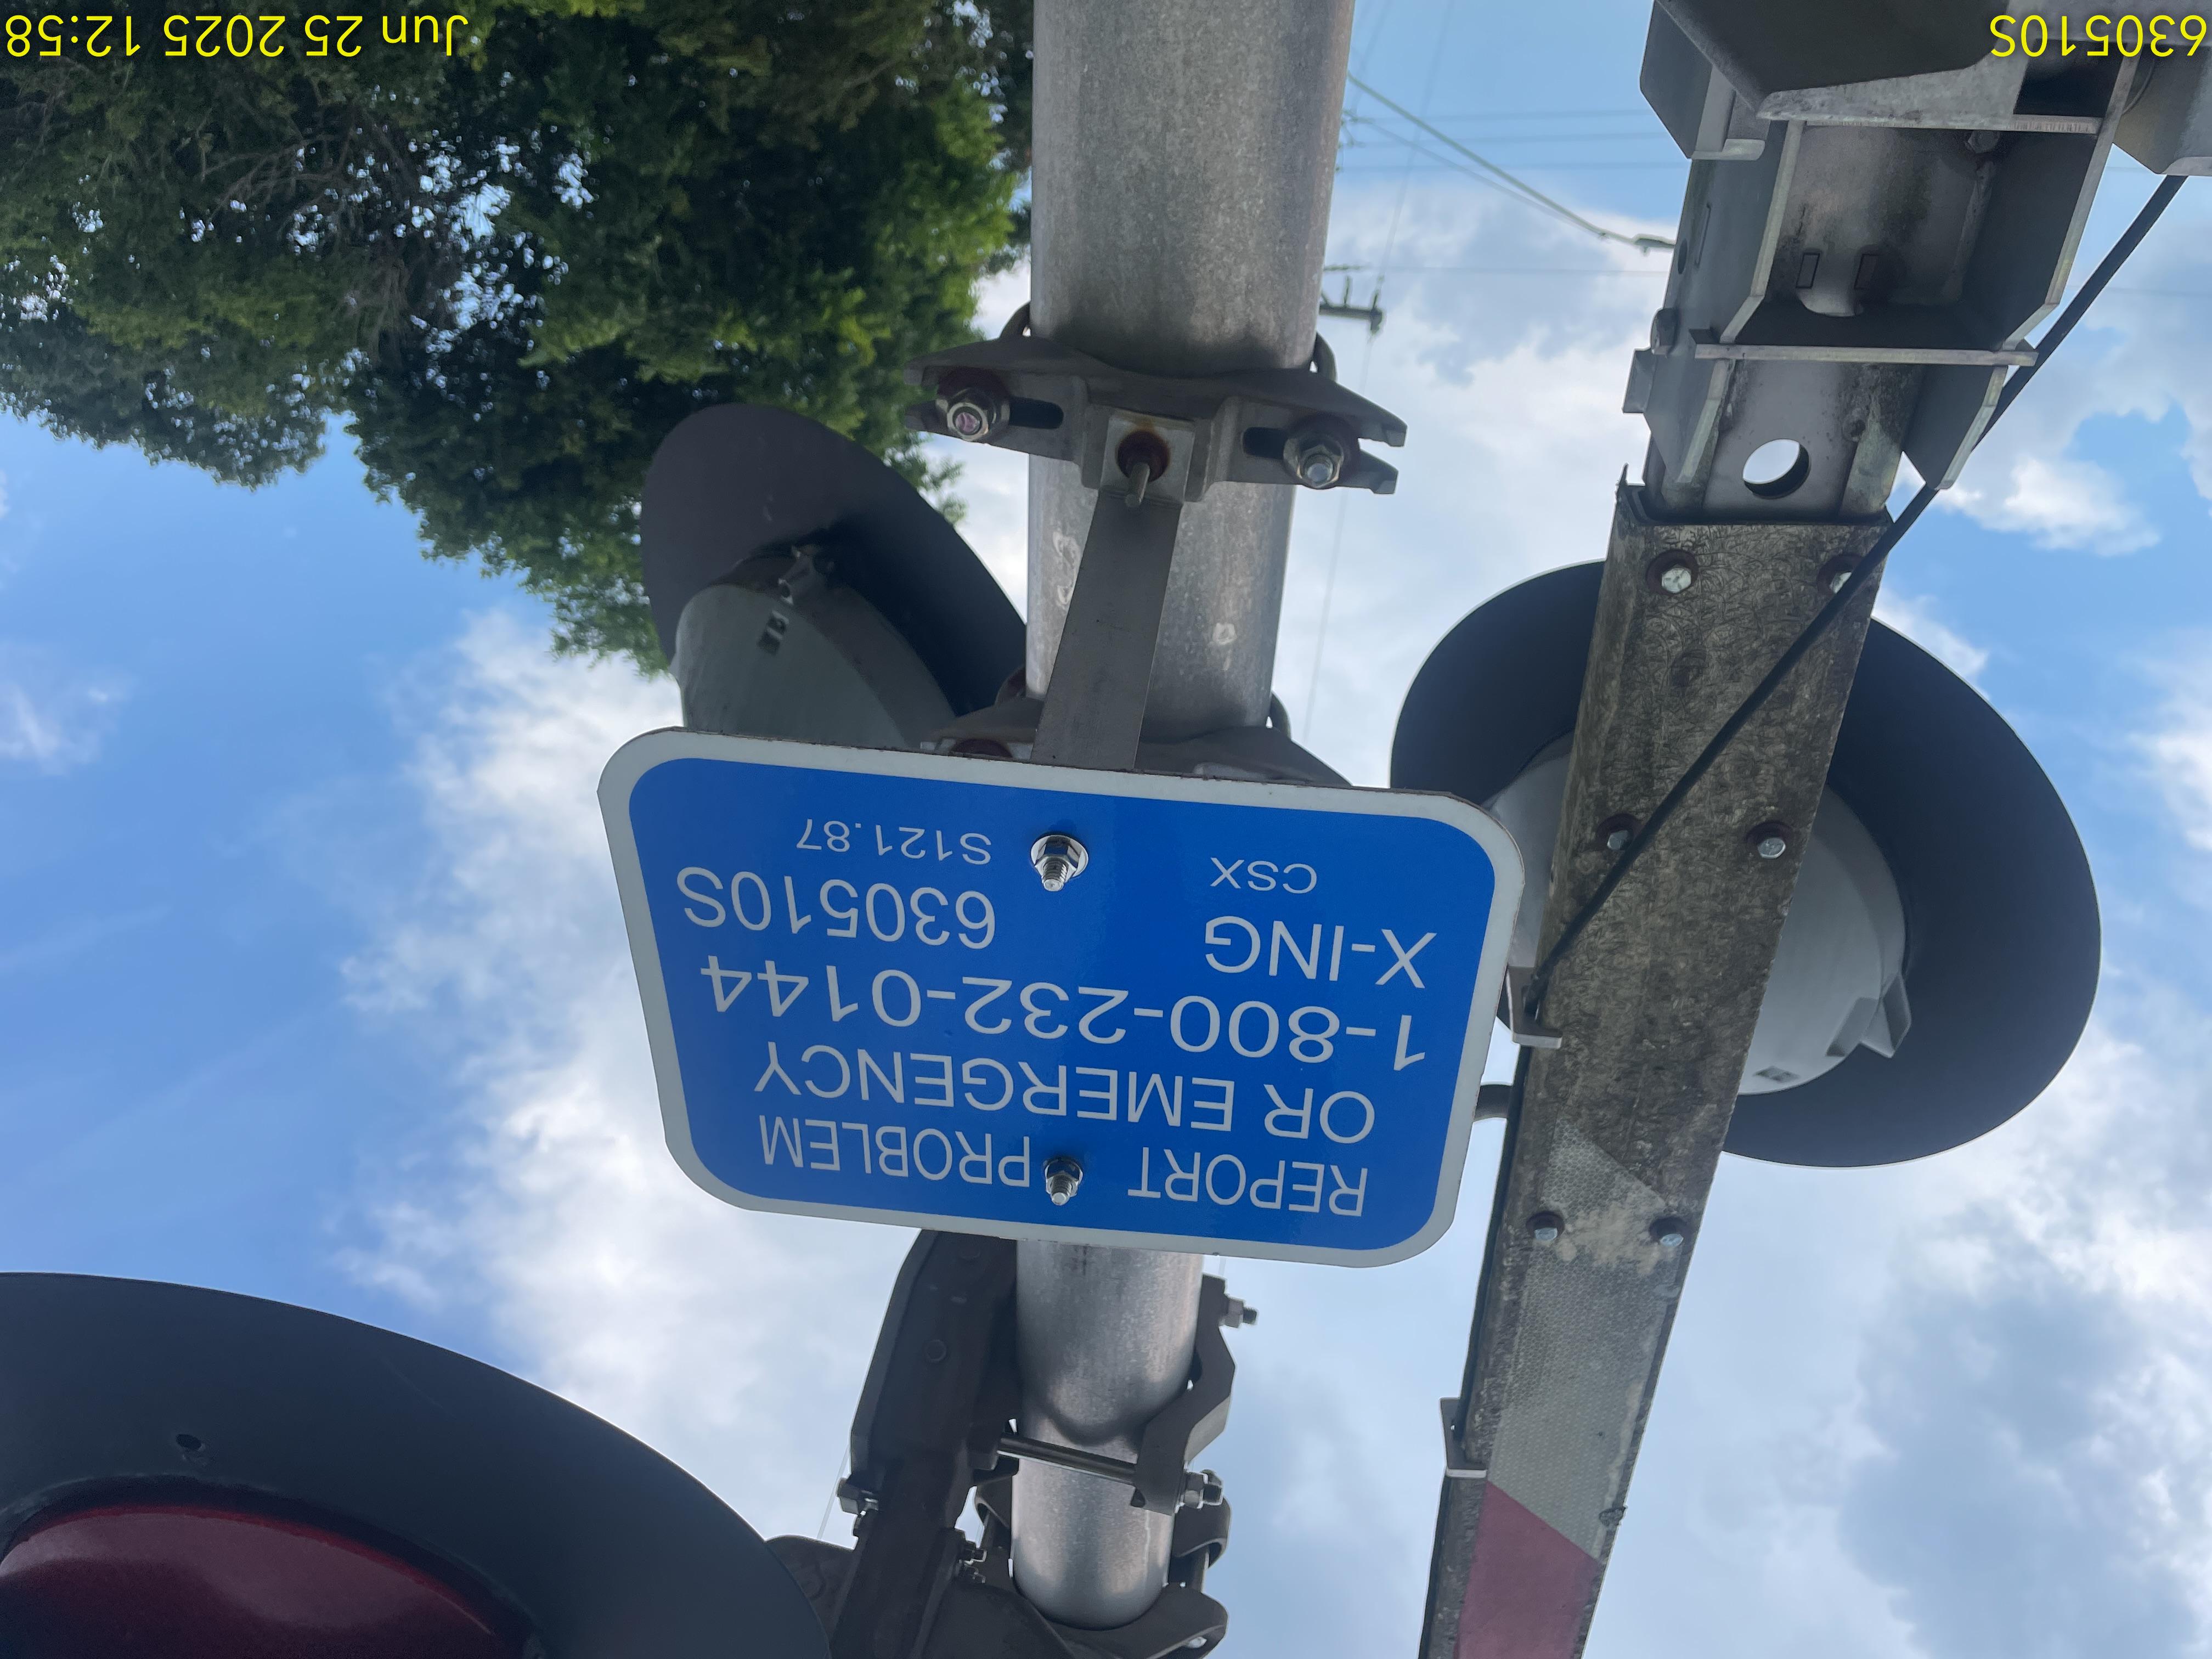 REPORT PROBLEM
OR EMERGENCY
1-800-232-0144
X-ING 630510S
CSX S121.87
630510S
Jun 25 2025 12:58